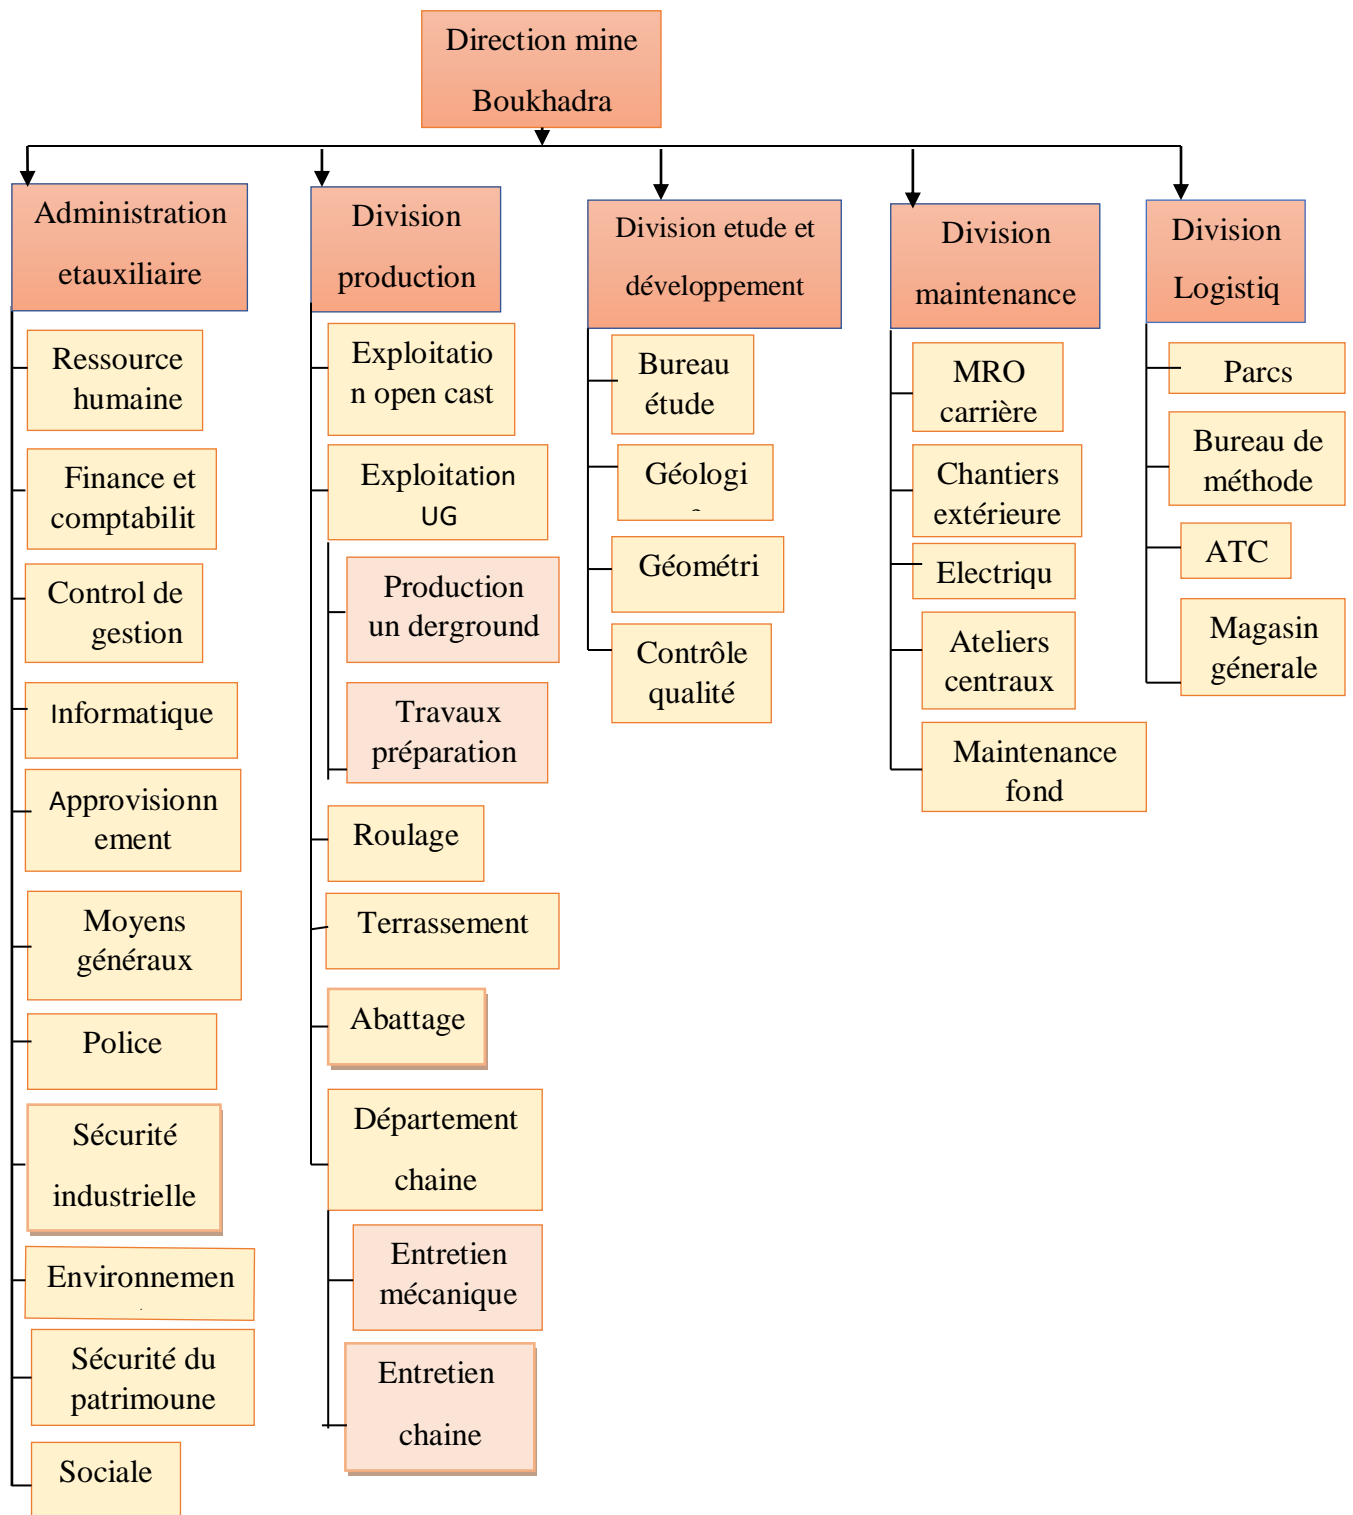 Direction mine
Boukhadra
Administration
etauxiliaire
Ressource
humaine
Finance et
comptabilit
Control de
gestion
Informatique
Approvisionn
ement
Moyens
généraux
Police
Sécurité
industrielle
Environnemen
Sécurité du
patrimoune
Sociale
Division
production
Exploitatio
n open cast
Exploitation
UG
Production
un derground
Travaux
préparation
Roulage
Terrassement
Abattage
Département
chaine
Entretien
mécanique
Entretien
chaine
Division etude et
développement
Bureau
étude
Géologi
Géométri
Contrôle
qualité
Division
maintenance
MRO
carrière
Chantiers
extérieure
Electriqu
Ateliers
centraux
Maintenance
fond
Division
Logistiq
Parcs
Bureau de
méthode
ATC
Magasin
génerale